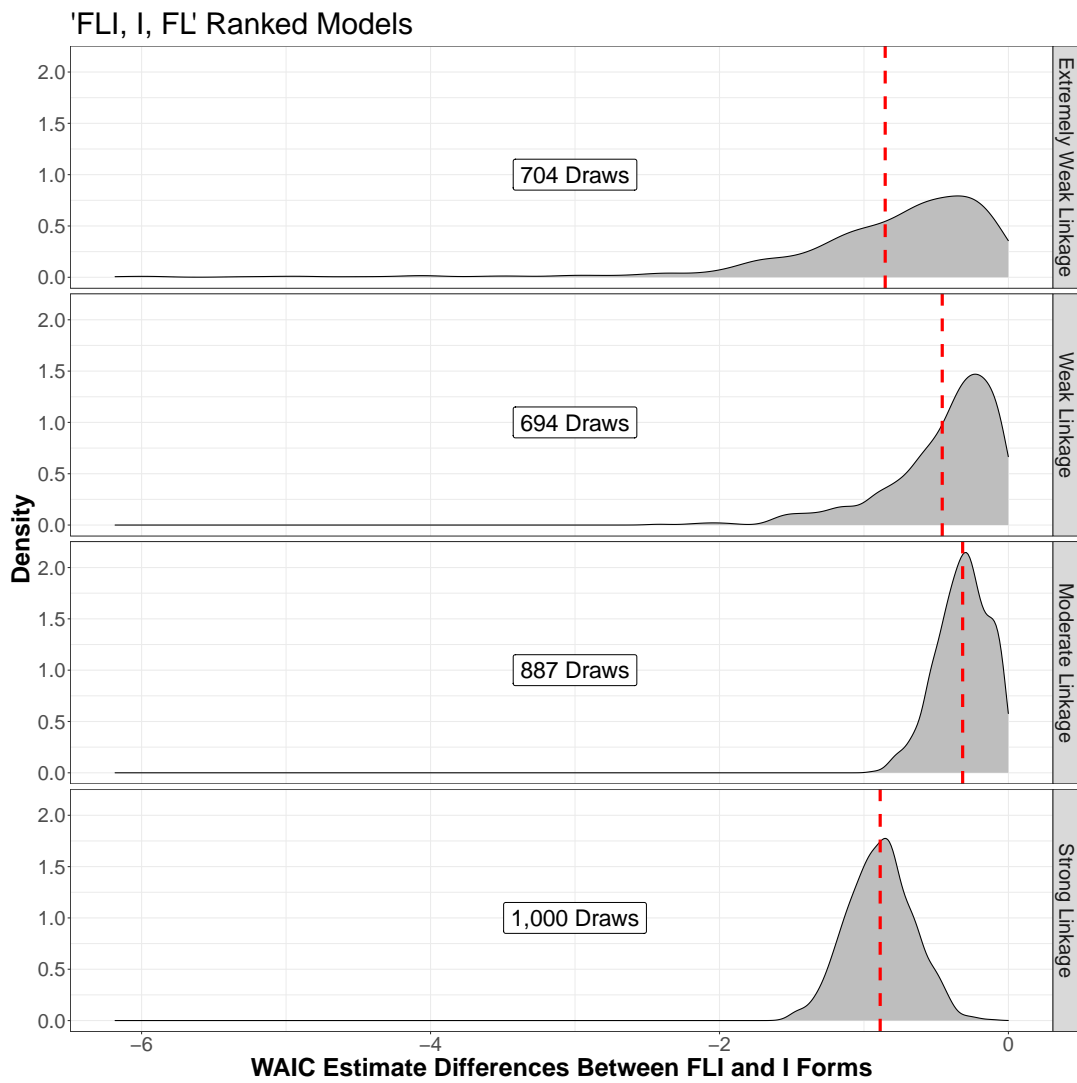 'FLI, I, FL' Ranked Models
2.0
1.5
1.0
0.5
0.0
704 Draws
Extremely Weak Linkage
2.0
1.5
1.0
0.5
0.0
694 Draws
Weak Linkage
Density
2.0
1.5
1.0
0.5
0.0
887 Draws
Moderate Linkage
2.0
1.5
1.0
0.5
0.0
1,000 Draws
Strong Linkage
−6 −4 −2 0
WAIC Estimate Differences Between FLI and I Forms